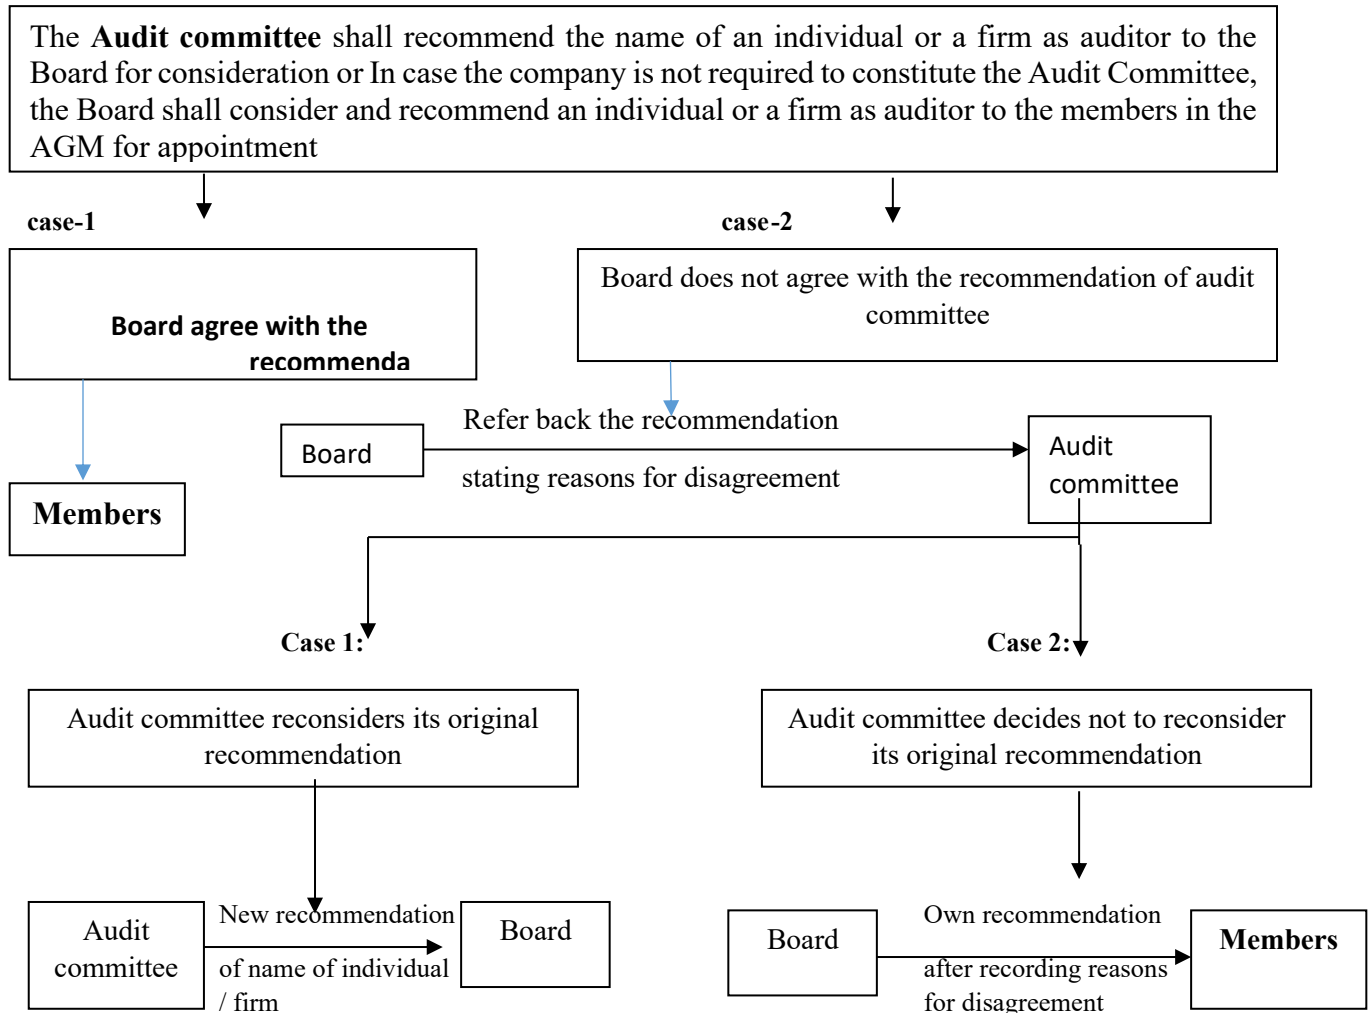 The Audit committee shall recommend the name of an individual or a firm as auditor to the
Board for consideration or In case the company is not required to constitute the Audit Committee,
the Board shall consider and recommend an individual or a firm as auditor to the members in the
AGM for appointment
case-1
case-2
Board agree with the
recommenda
Board does not agree with the recommendation of audit
committee
Members
Board
Refer back the recommendation
stating reasons for disagreement
Audit
committee
Case 1:
Case 2:
Audit committee reconsiders its original
recommendation
Audit committee decides not to reconsider
its original recommendation
Audit
committee
New recommendation
of name of individual
/ firm
Board
Board
Own recommendation
after recording reasons
for disagreement
Members